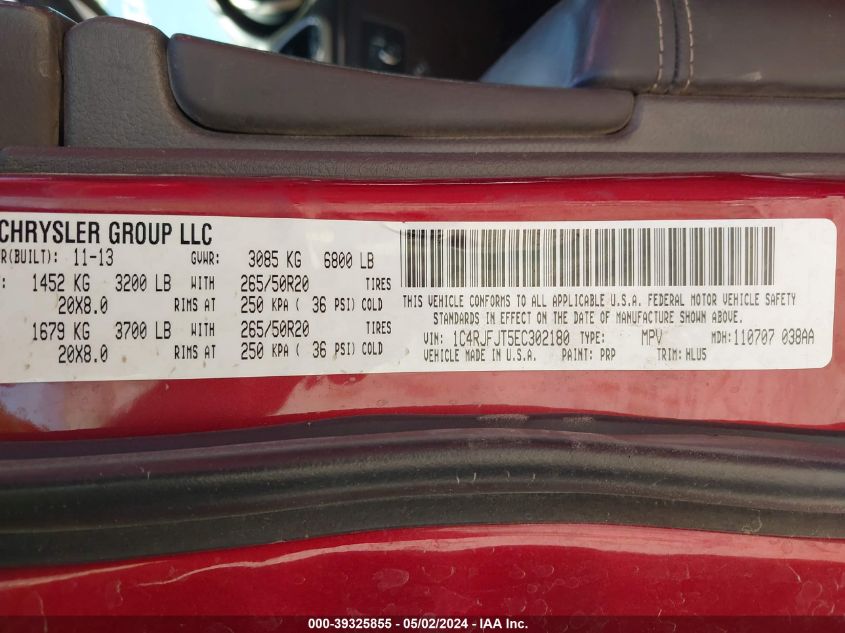 CHRYSLER GROUP LLC
R(BUILT): 11-13 GVWR: 3085 KG 6800 LB
: 1452 KG 3200 LB WITH 265/50R20 TIRES
20X8.0 RIMS AT 250 KPA ( 36 PSI) COLD
1679 KG 3700 LB WITH 265/50R20 TIRES
20X8.0 RIMS AT 250 KPA ( 36 PSI) COLD
THIS VEHICLE CONFORMS TO ALL APPLICABLE U.S.A. FEDERAL MOTOR VEHICLE SAFETY
STANDARDS IN EFFECT ON THE DATE OF MANUFACTURE SHOWN ABOVE.
VIN: 1C4RJFJT5EC302180 TYPE: MPV MDH:110707 038AA
VEHICLE MADE IN U.S.A. PAINT: PRP TRIM: HLU5
000-39325855 - 05/02/2024 - IAA Inc.